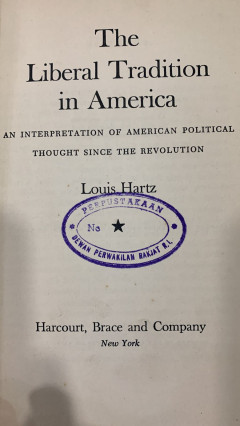 The
Liberal Tradition
in America
AN INTERPRETATION OF AMERICAN POLITICAL
THOUGHT SINCE THE REVOLUTION
Louis Hartz
PERPUSTAKAAN
No
DEWAN PERWAKILAN RAKJAT R.I.
Harcourt, Brace and Company
New York